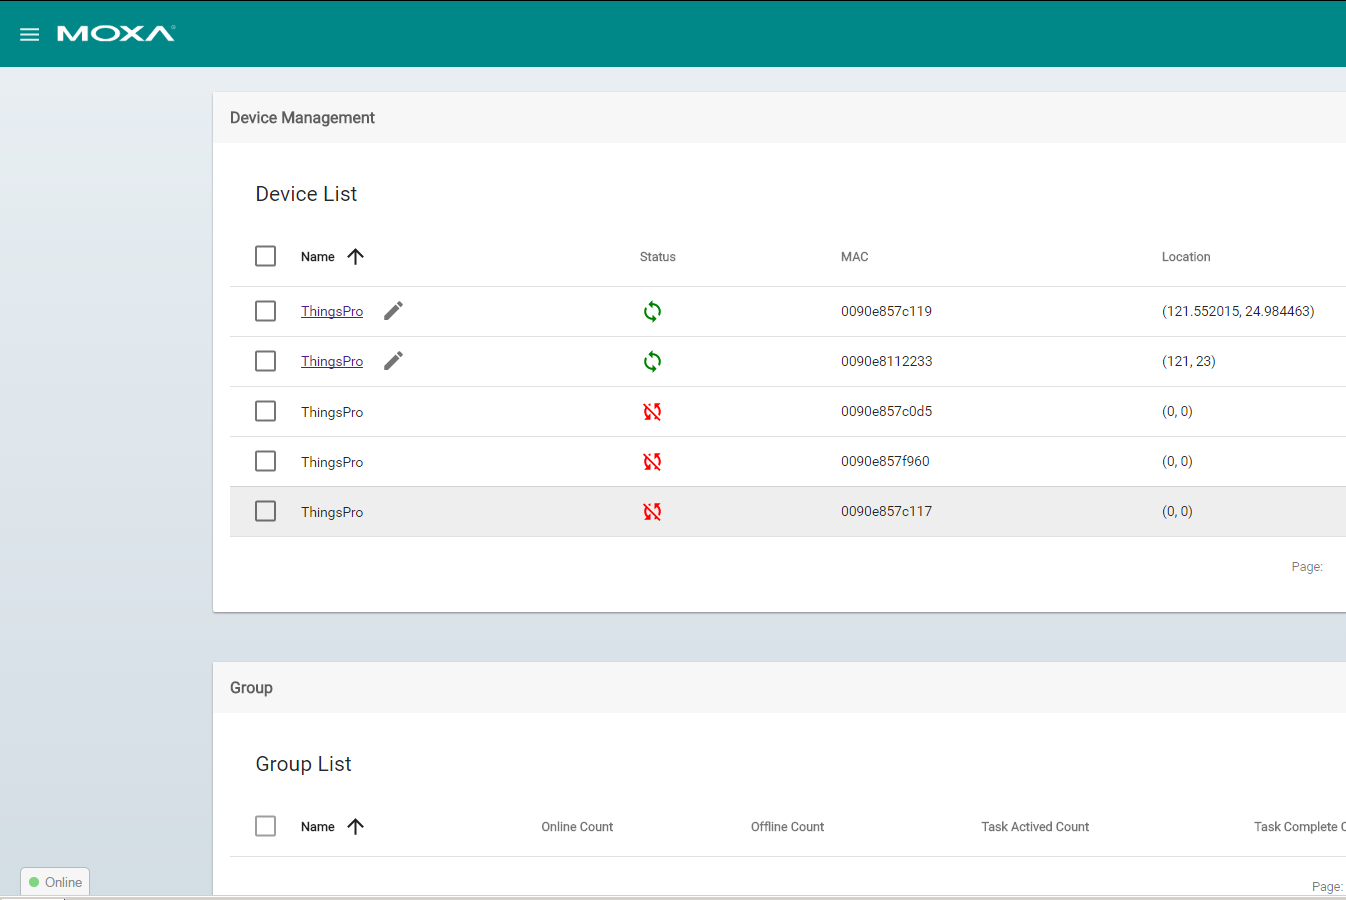 MOXA®
Device Management
Device List
Name Status MAC Location
ThingsPro 0090e857c119 (121.552015, 24.984463)
ThingsPro 0090e8112233 (121, 23)
ThingsPro 0090e857c0d5 (0, 0)
ThingsPro 0090e857f960 (0, 0)
ThingsPro 0090e857c117 (0, 0)
Page:
Group
Group List
Name Online Count Offline Count Task Actived Count Task Complete C
Online
Page: